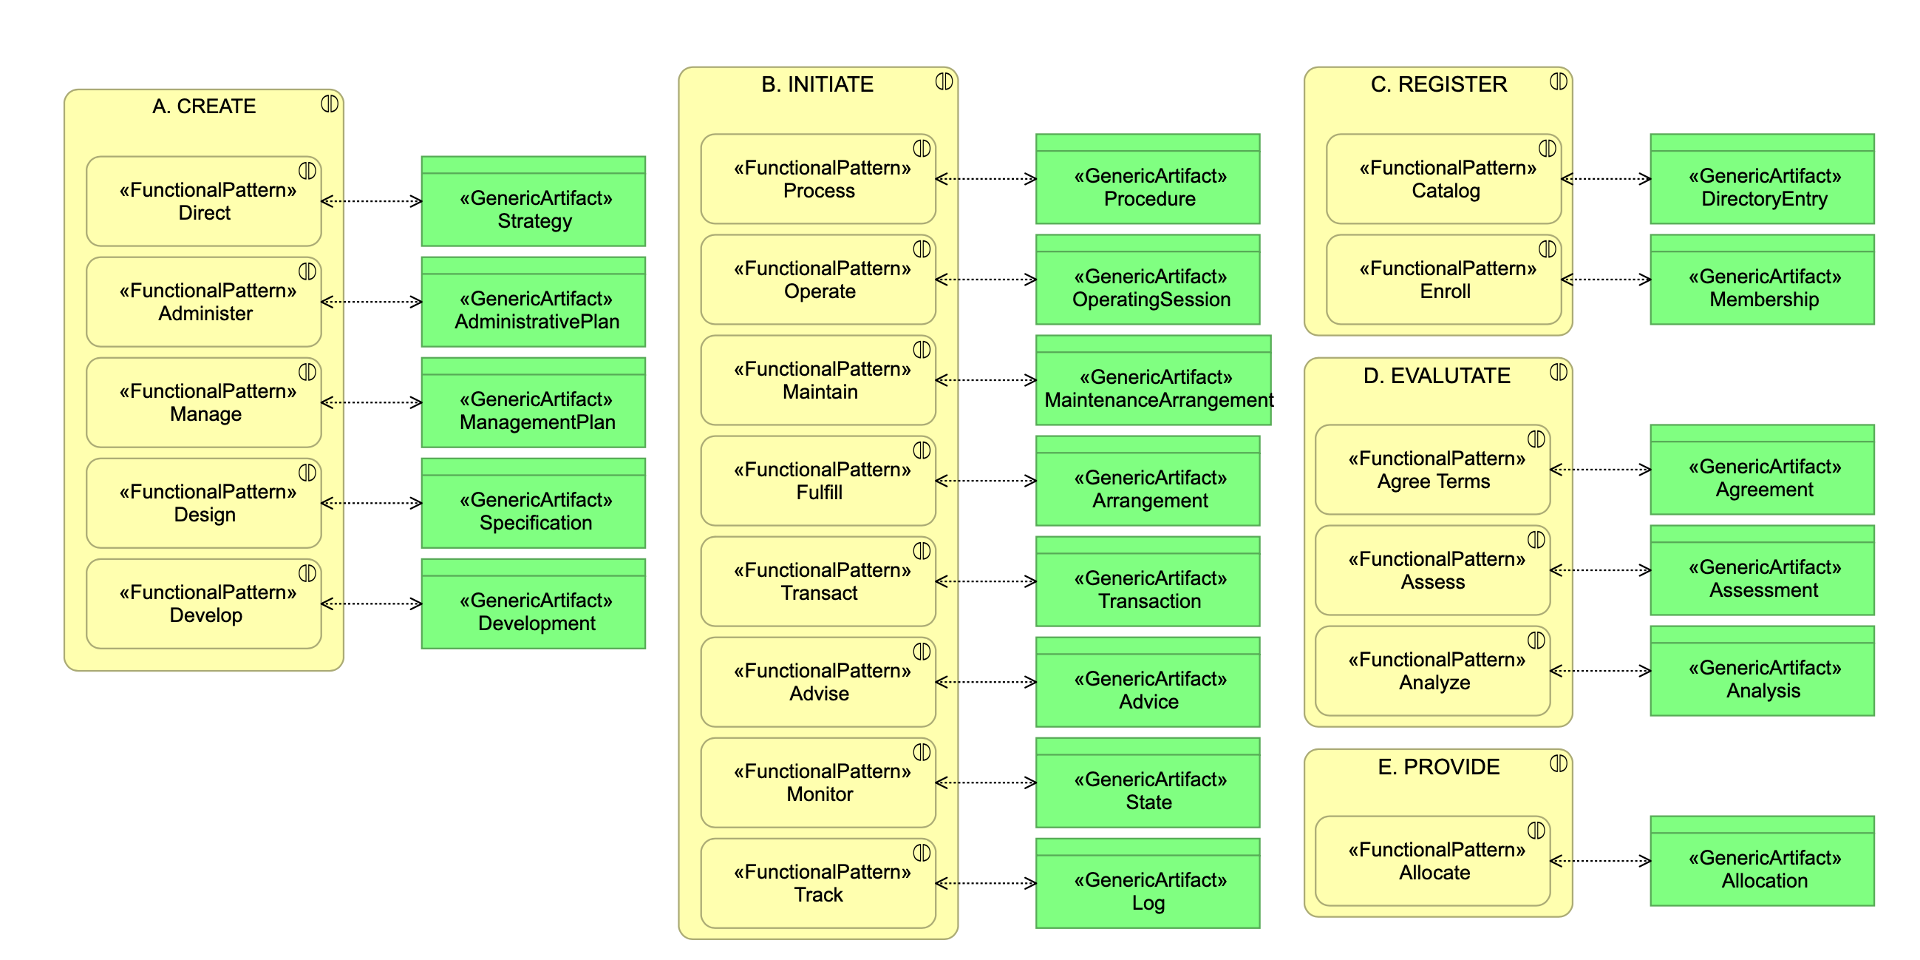 A. CREATE
«FunctionalPattern»
Direct
«GenericArtifact»
Strategy
«FunctionalPattern»
Administer
«GenericArtifact»
AdministrativePlan
«FunctionalPattern»
Manage
«GenericArtifact»
ManagementPlan
«FunctionalPattern»
Design
«GenericArtifact»
Specification
«FunctionalPattern»
Develop
«GenericArtifact»
Development
B. INITIATE
«FunctionalPattern»
Process
«GenericArtifact»
Procedure
«FunctionalPattern»
Operate
«GenericArtifact»
OperatingSession
«FunctionalPattern»
Maintain
«GenericArtifact»
MaintenanceArrangement
«FunctionalPattern»
Fulfill
«GenericArtifact»
Arrangement
«FunctionalPattern»
Transact
«GenericArtifact»
Transaction
«FunctionalPattern»
Advise
«GenericArtifact»
Advice
«FunctionalPattern»
Monitor
«GenericArtifact»
State
«FunctionalPattern»
Track
«GenericArtifact»
Log
C. REGISTER
«FunctionalPattern»
Catalog
«GenericArtifact»
DirectoryEntry
«FunctionalPattern»
Enroll
«GenericArtifact»
Membership
D. EVALUTATE
«FunctionalPattern»
Agree Terms
«GenericArtifact»
Agreement
«FunctionalPattern»
Assess
«GenericArtifact»
Assessment
«FunctionalPattern»
Analyze
«GenericArtifact»
Analysis
E. PROVIDE
«FunctionalPattern»
Allocate
«GenericArtifact»
Allocation